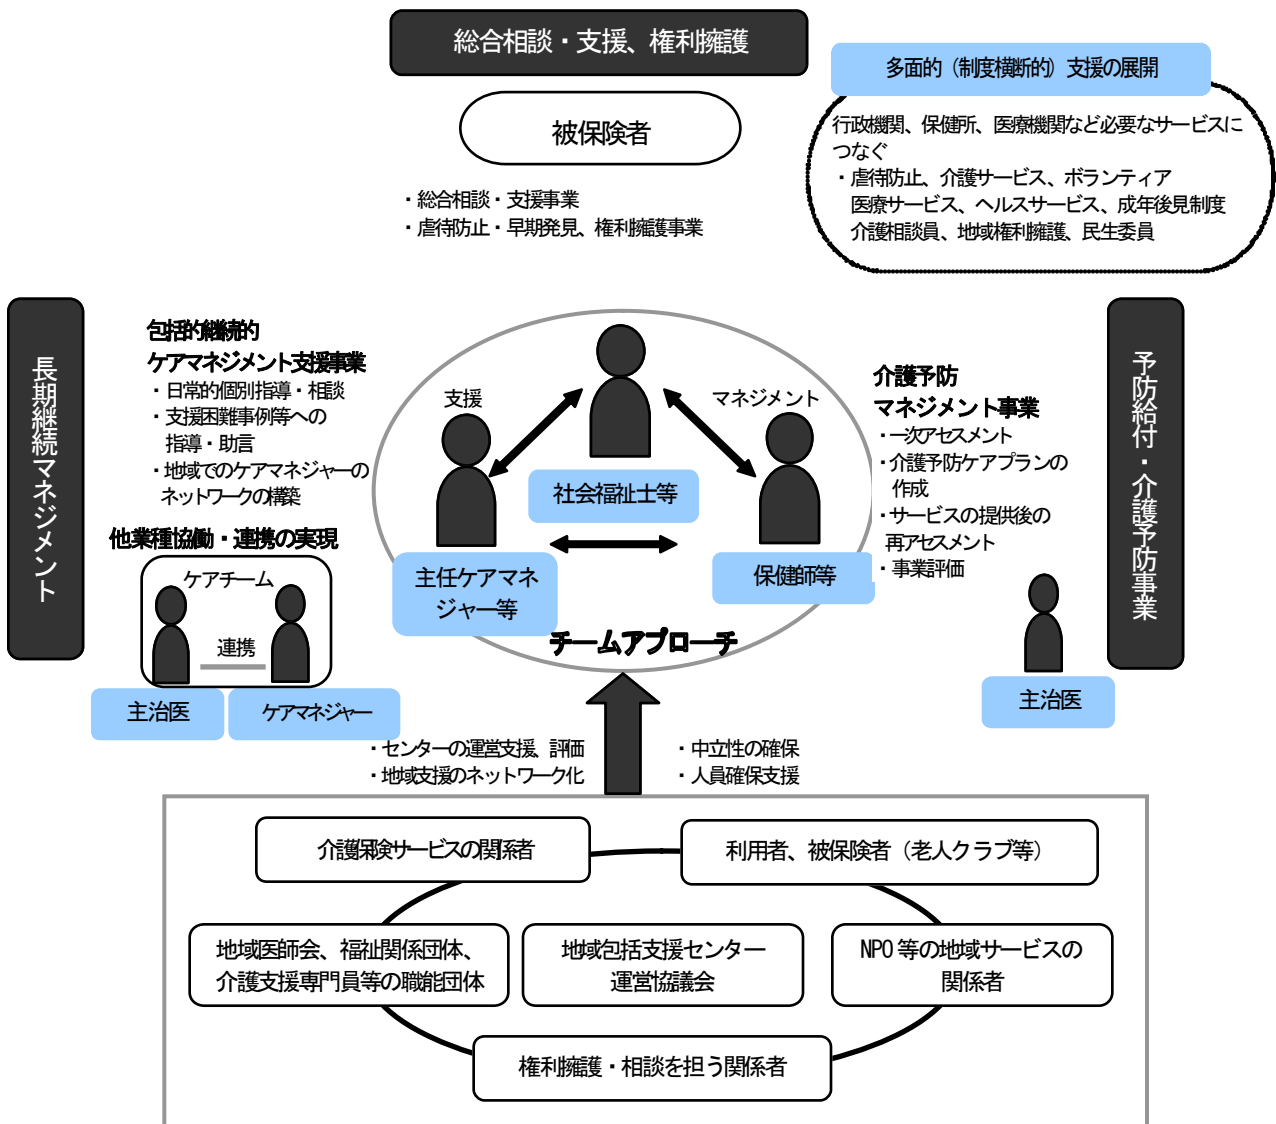 総合相談・支援、権利擁護
被保険者
・総合相談・支援事業
・虐待防止・早期発見、権利擁護事業
多面的（制度横断的）支援の展開
行政機関、保健所、医療機関など必要なサービスに
つなぐ
・虐待防止、介護サービス、ボランティア
医療サービス、ヘルスサービス、成年後見制度
介護相談員、地域権利擁護、民生委員
長期継続マネジメント
包括的継続的
ケアマネジメント支援事業
・日常的個別指導・相談
・支援困難事例等への
指導・助言
・地域でのケアマネジャーの
ネットワークの構築
他業種協働・連携の実現
ケアチーム
連携
主治医
ケアマネジャー
支援
マネジメント
社会福祉士等
主任ケアマネ
ジャー等
保健師等
チームアプローチ
介護予防
マネジメント事業
・一次アセスメント
・介護予防ケアプランの
作成
・サービスの提供後の
再アセスメント
・事業評価
主治医
予防給付・介護予防事業
・センターの運営支援、評価
・地域支援のネットワーク化
・中立性の確保
・人員確保支援
介護保険サービスの関係者
利用者、被保険者（老人クラブ等）
地域医師会、福祉関係団体、
介護支援専門員等の職能団体
地域包括支援センター
運営協議会
NPO 等の地域サービスの
関係者
権利擁護・相談を担う関係者